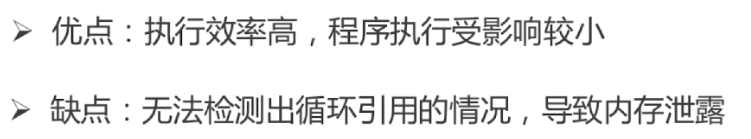 ➢ 优点：执行效率高，程序执行受影响较小
➢ 缺点：无法检测出循环引用的情况，导致内存泄露